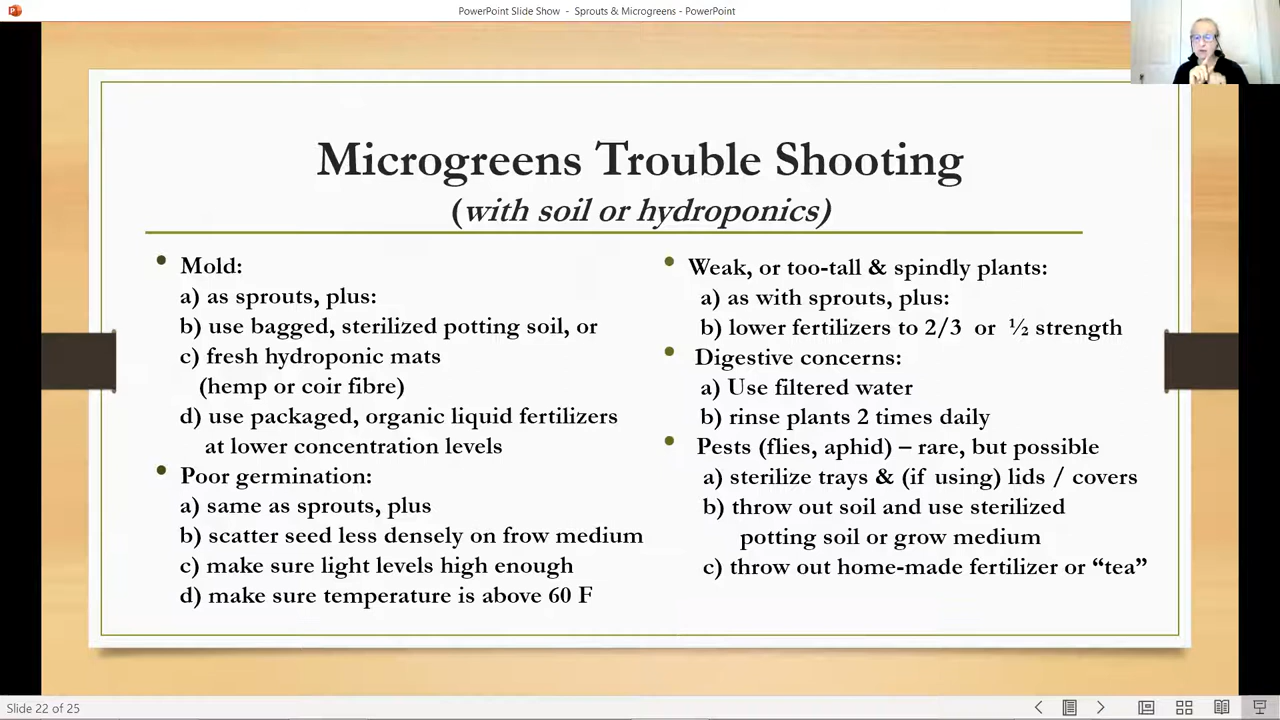 PowerPoint Slide Show - Sprouts & Microgreens - PowerPoint
Microgreens Trouble Shooting
(with soil or hydroponics)
• Mold:
a) as sprouts, plus:
b) use bagged, sterilized potting soil, or
c) fresh hydroponic mats
(hemp or coir fibre)
d) use packaged, organic liquid fertilizers
at lower concentration levels
• Poor germination:
a) same as sprouts, plus
b) scatter seed less densely on frow medium
c) make sure light levels high enough
d) make sure temperature is above 60 F
• Weak, or too-tall & spindly plants:
a) as with sprouts, plus:
b) lower fertilizers to 2/3 or ½ strength
• Digestive concerns:
a) Use filtered water
b) rinse plants 2 times daily
• Pests (flies, aphid) – rare, but possible
a) sterilize trays & (if using) lids / covers
b) throw out soil and use sterilized
potting soil or grow medium
c) throw out home-made fertilizer or “tea”
Slide 22 of 25